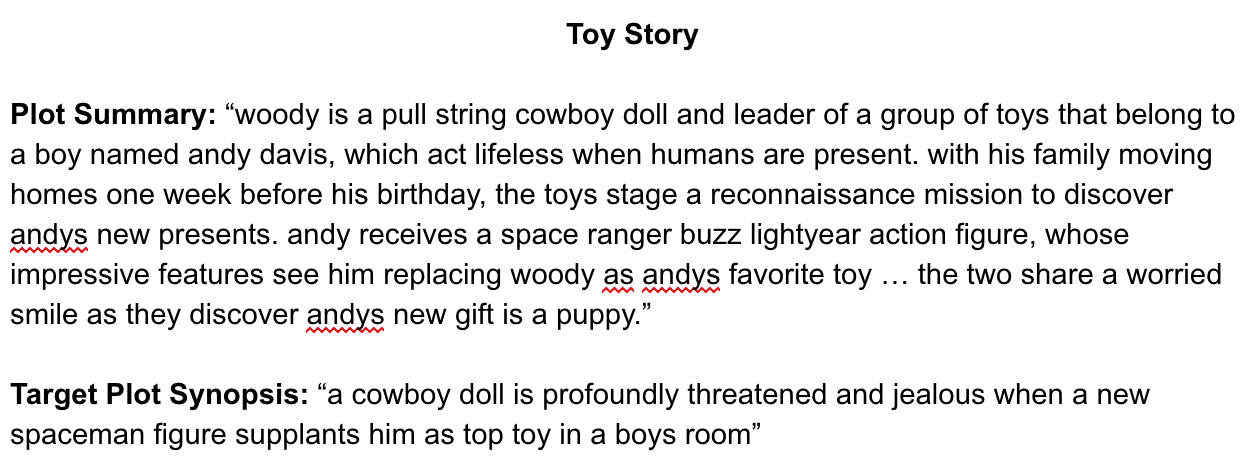 Toy Story
Plot Summary: “woody is a pull string cowboy doll and leader of a group of toys that belong to
a boy named andy davis, which act lifeless when humans are present. with his family moving
homes one week before his birthday, the toys stage a reconnaissance mission to discover
andys new presents. andy receives a space ranger buzz lightyear action figure, whose
impressive features see him replacing woody as andys favorite toy … the two share a worried
smile as they discover andys new gift is a puppy.”
Target Plot Synopsis: “a cowboy doll is profoundly threatened and jealous when a new
spaceman figure supplants him as top toy in a boys room”